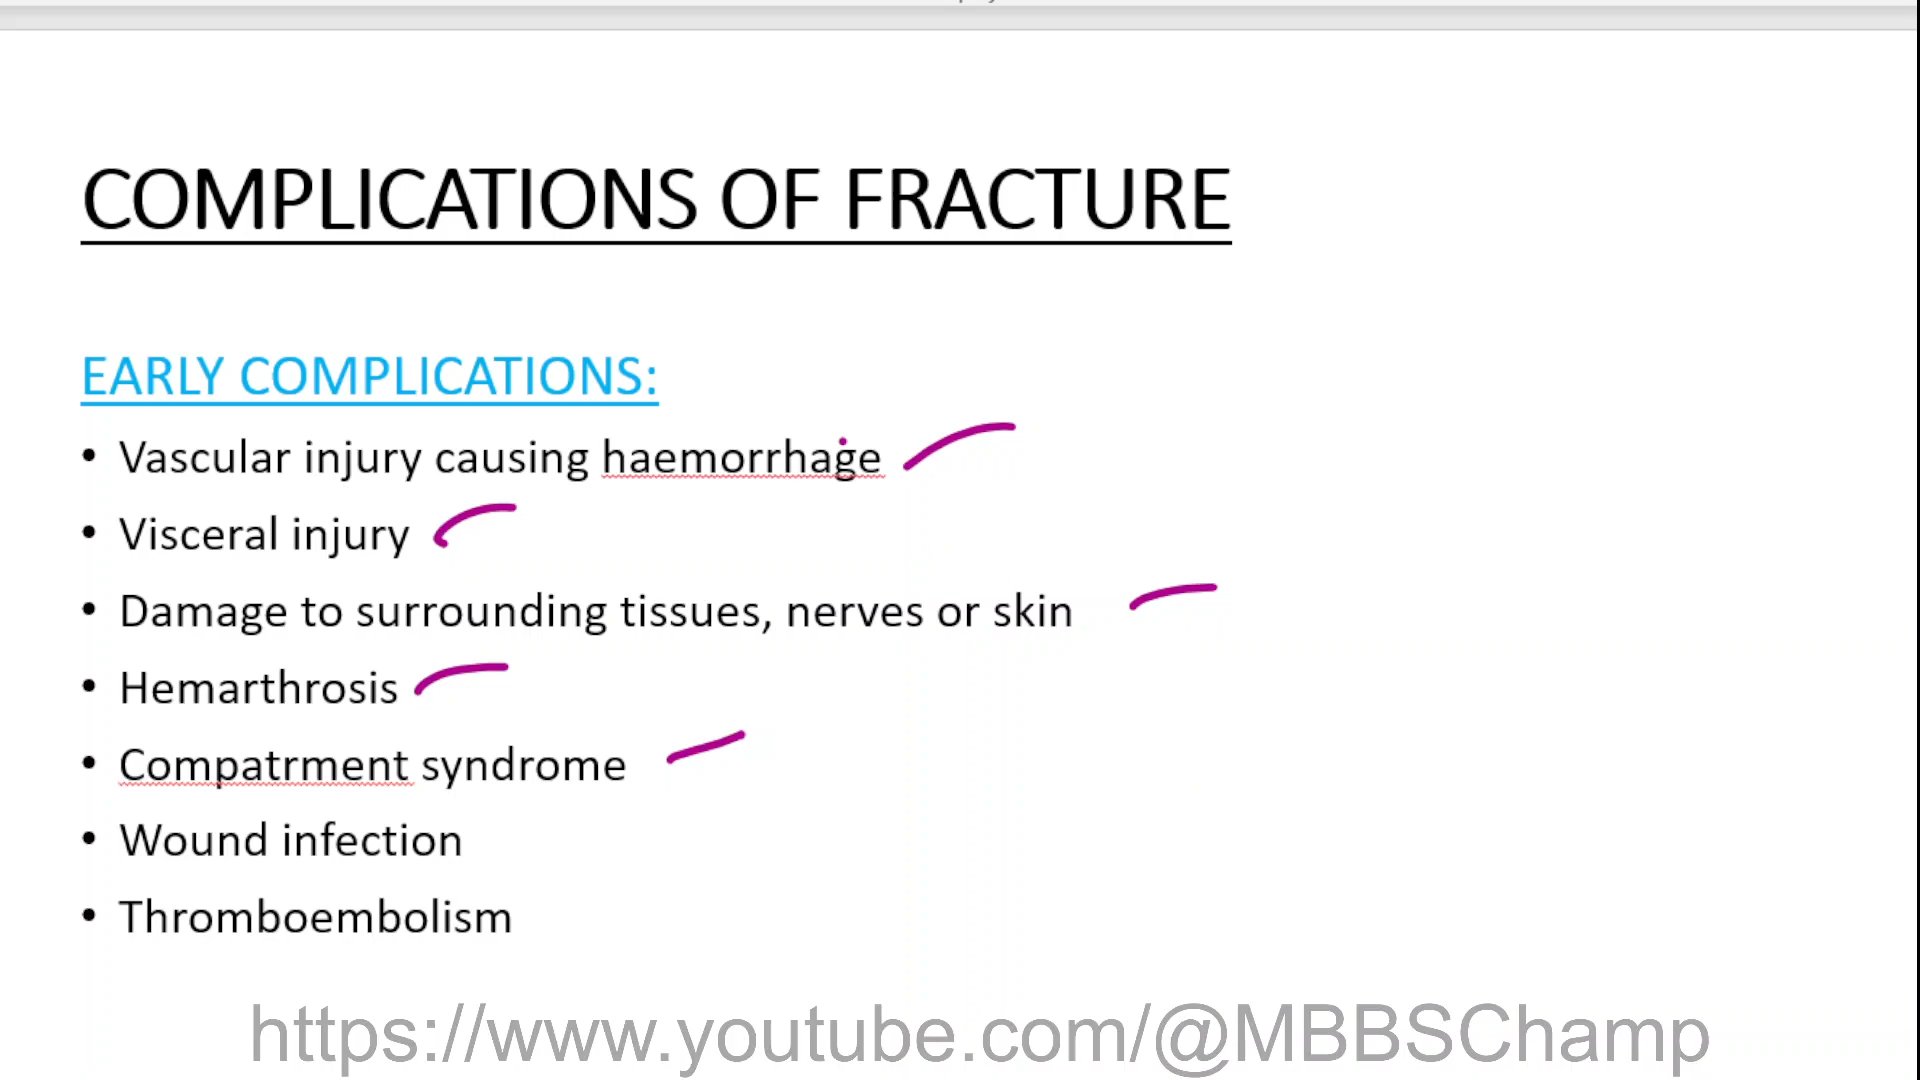 COMPLICATIONS OF FRACTURE
EARLY COMPLICATIONS:
• Vascular injury causing haemorrhage
• Visceral injury
• Damage to surrounding tissues, nerves or skin
• Hemarthrosis
• Compatrment syndrome
• Wound infection
• Thromboembolism
https://www.youtube.com/@MBBSChamp